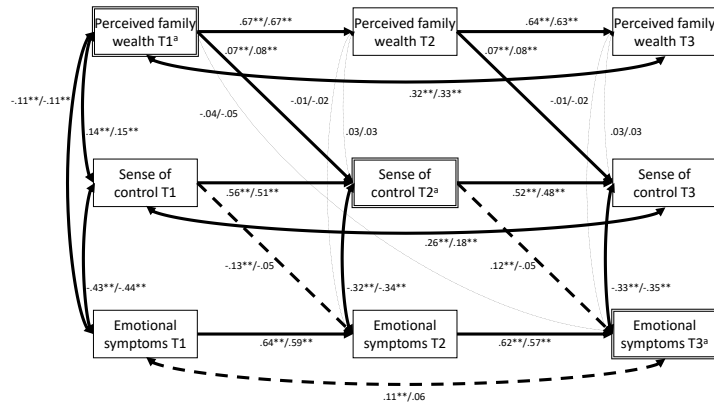 Perceived family
wealth T1ᵃ
.67**/.67**
Perceived family
wealth T2
.64**/.63**
Perceived family
wealth T3
.07**/.08**
.07**/.08**
-.11**/-.11**
.32**/.33**
-.04/-.05
-.01/-.02
-.01/-.02
.14**/.15**
.03/.03
.03/.03
Sense of
control T1
.56**/.51**
Sense of
control T2ᵃ
.52**/.48**
Sense of
control T3
.26**/.18**
-.13**/-.05
.12**/-.05
-.43**/-.44**
-.32**/-.34**
-.33**/-.35**
Emotional
symptoms T1
.64**/.59**
Emotional
symptoms T2
.62**/.57**
Emotional
symptoms T3ᵃ
.11**/.06